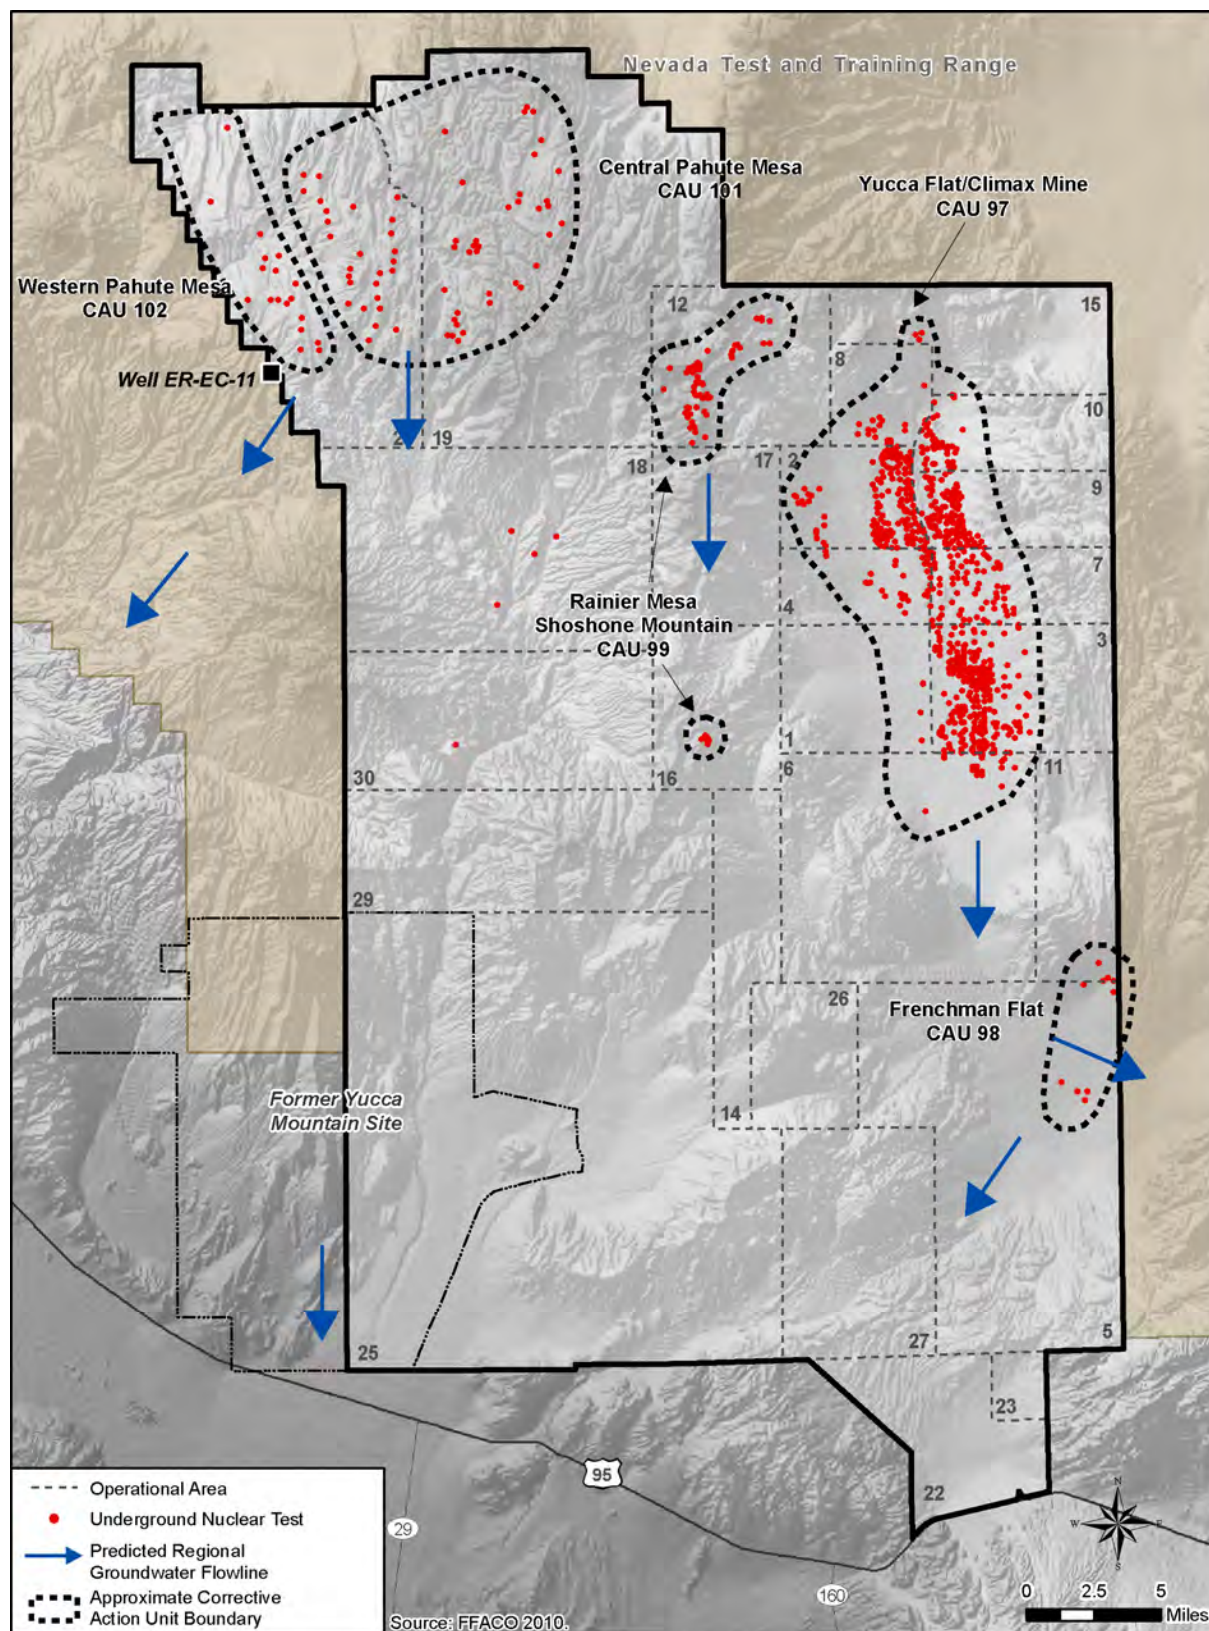 Nevada Test and Training Range
Central Pahute Mesa
CAU 101
Yucca Flat/Climax Mine
CAU 97
Western Pahute Mesa
CAU 102
12
15
8
Well ER-EC-11
10
19
18
17
2
9
7
Rainier Mesa
Shoshone Mountain
CAU 99
4
3
1
30
16
6
11
29
26
Frenchman Flat
CAU 98
Former Yucca
Mountain Site
14
25
27
5
23
22
95
29
160
Operational Area
Underground Nuclear Test
Predicted Regional
Groundwater Flowline
Approximate Corrective
Action Unit Boundary
Source: FFACO 2010.
N
W
E
S
0 2.5 5
Miles